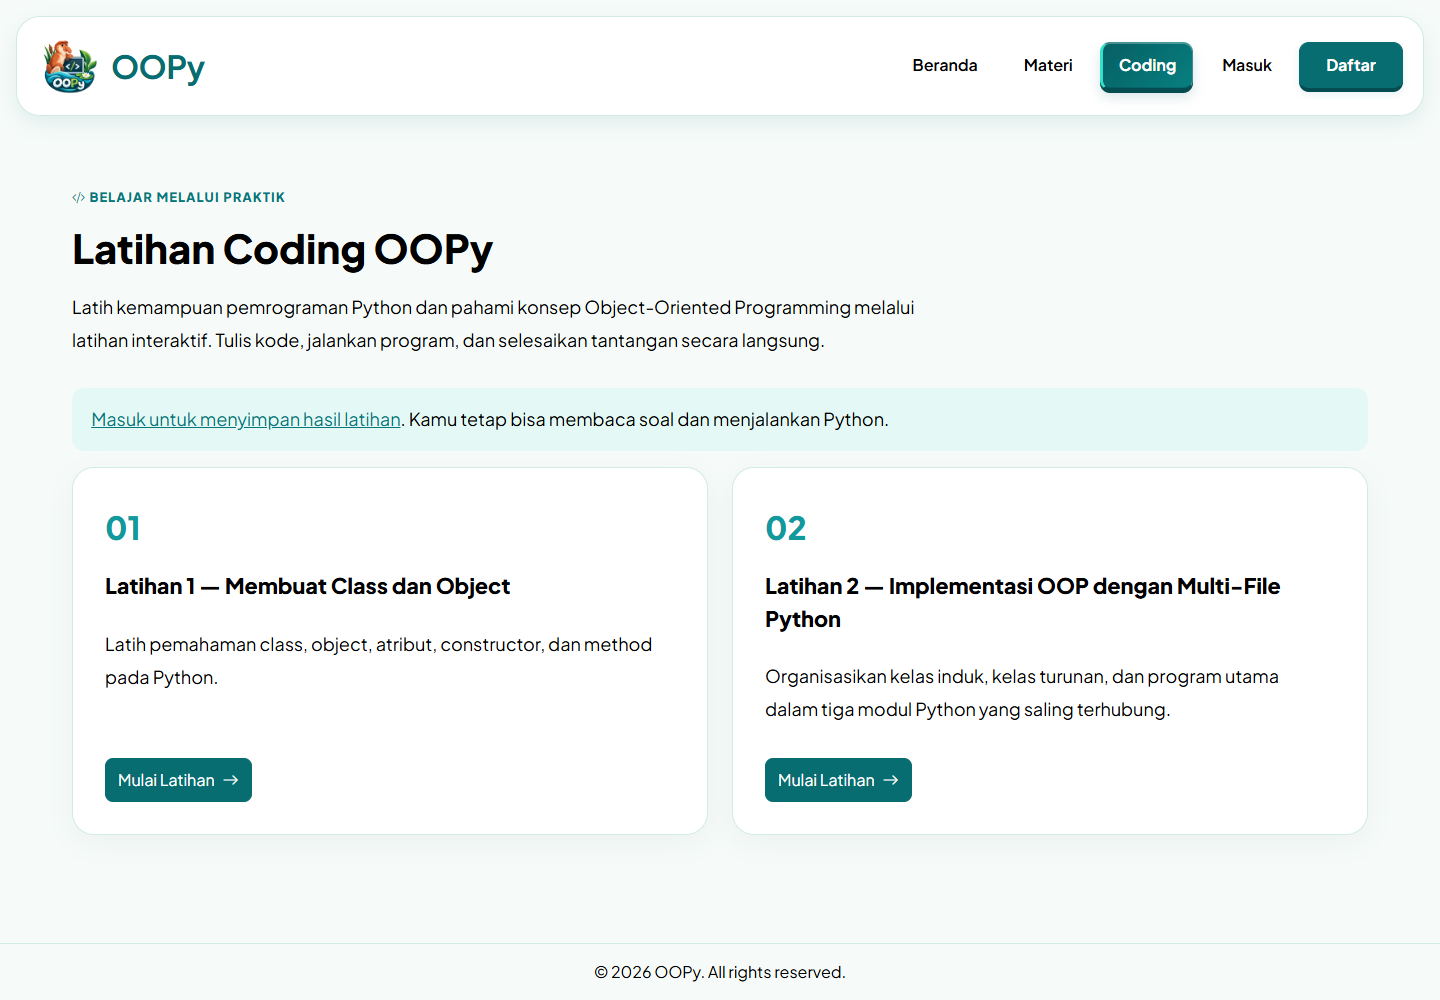 OOPy
OOPy
Beranda
Materi
Coding
Masuk
Daftar
</> BELAJAR MELALUI PRAKTIK
Latihan Coding OOPy
Latih kemampuan pemrograman Python dan pahami konsep Object-Oriented Programming melalui
latihan interaktif. Tulis kode, jalankan program, dan selesaikan tantangan secara langsung.
Masuk untuk menyimpan hasil latihan. Kamu tetap bisa membaca soal dan menjalankan Python.
01
Latihan 1 — Membuat Class dan Object
Latih pemahaman class, object, atribut, constructor, dan method
pada Python.
Mulai Latihan →
02
Latihan 2 — Implementasi OOP dengan Multi-File
Python
Organisasikan kelas induk, kelas turunan, dan program utama
dalam tiga modul Python yang saling terhubung.
Mulai Latihan →
© 2026 OOPy. All rights reserved.